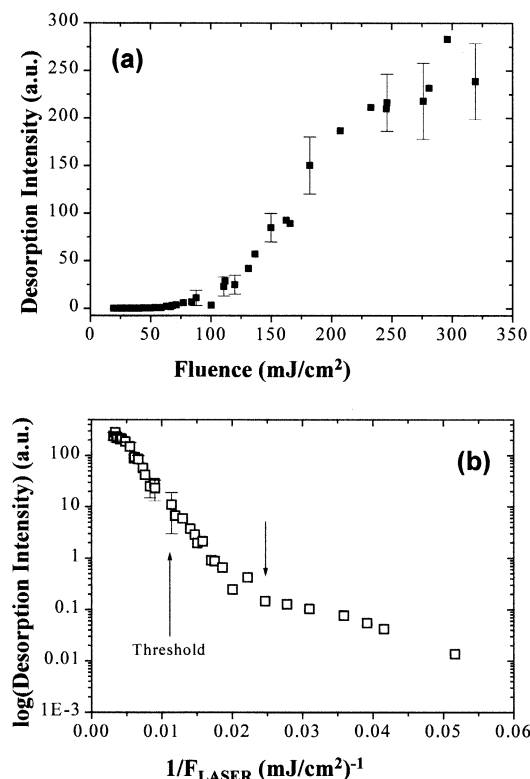 (a)
Desorption Intensity (a.u.)
300
250
200
150
100
50
0
0 50 100 150 200 250 300 350
Fluence (mJ/cm²)
(b)
log(Desorption Intensity) (a.u.)
100
10
1
0.1
0.01
1E-3
Threshold
0.00 0.01 0.02 0.03 0.04 0.05 0.06
1/F_LASER (mJ/cm²)⁻¹